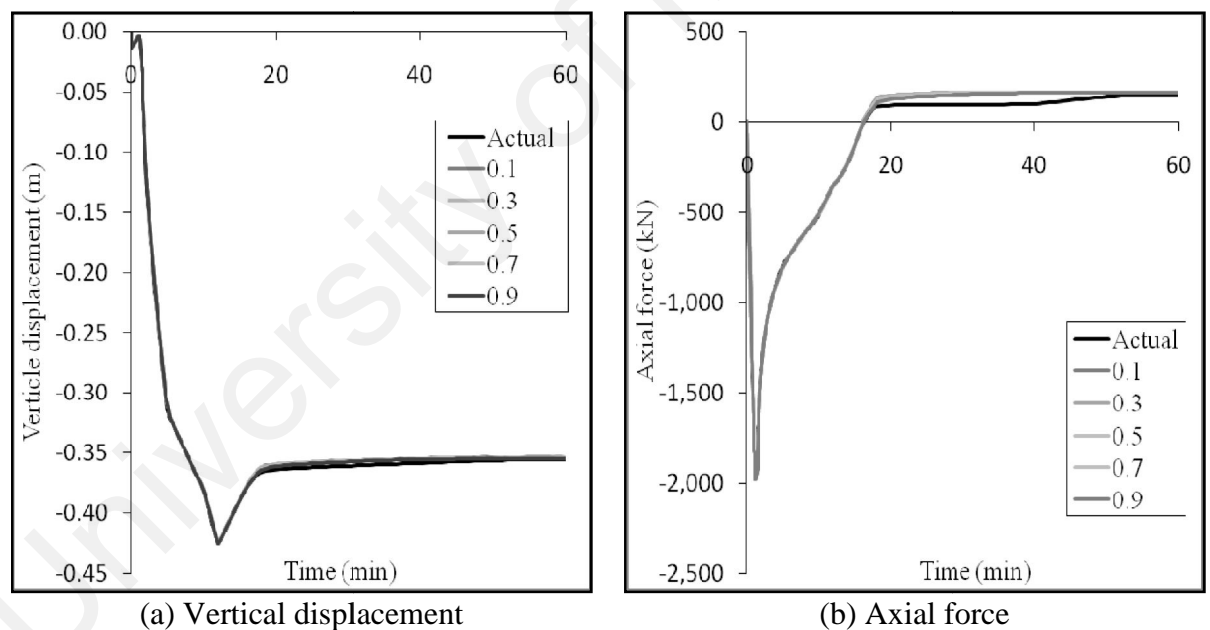 0.00
-0.05
-0.10
-0.15
-0.20
-0.25
-0.30
-0.35
-0.40
-0.45
0 20 40 60
Verticle displacement (m)
Time (min)
Actual
0.1
0.3
0.5
0.7
0.9
(a) Vertical displacement
500
0
-500
-1,000
-1,500
-2,000
-2,500
0 20 40 60
Axial force (kN)
Time (min)
Actual
0.1
0.3
0.5
0.7
0.9
(b) Axial force
University of